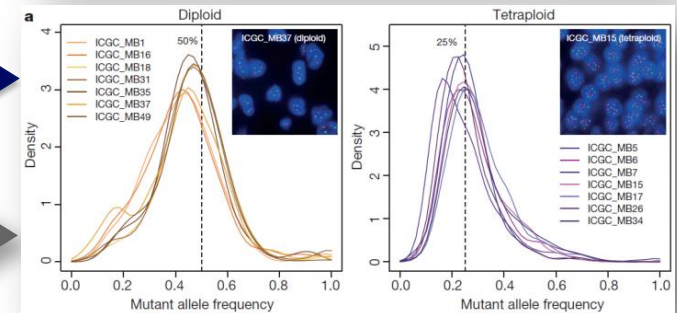 a
Diploid
Density
4
3
2
1
0
ICGC_MB1
ICGC_MB16
ICGC_MB18
ICGC_MB31
ICGC_MB35
ICGC_MB37
ICGC_MB49
50%
ICGC_MB37 (diploid)
0.0 0.2 0.4 0.6 0.8 1.0
Mutant allele frequency
Tetraploid
Density
5
4
3
2
1
0
25%
ICGC_MB15 (tetraploid)
ICGC_MB5
ICGC_MB6
ICGC_MB7
ICGC_MB15
ICGC_MB17
ICGC_MB26
ICGC_MB34
0.0 0.2 0.4 0.6 0.8 1.0
Mutant allele frequency